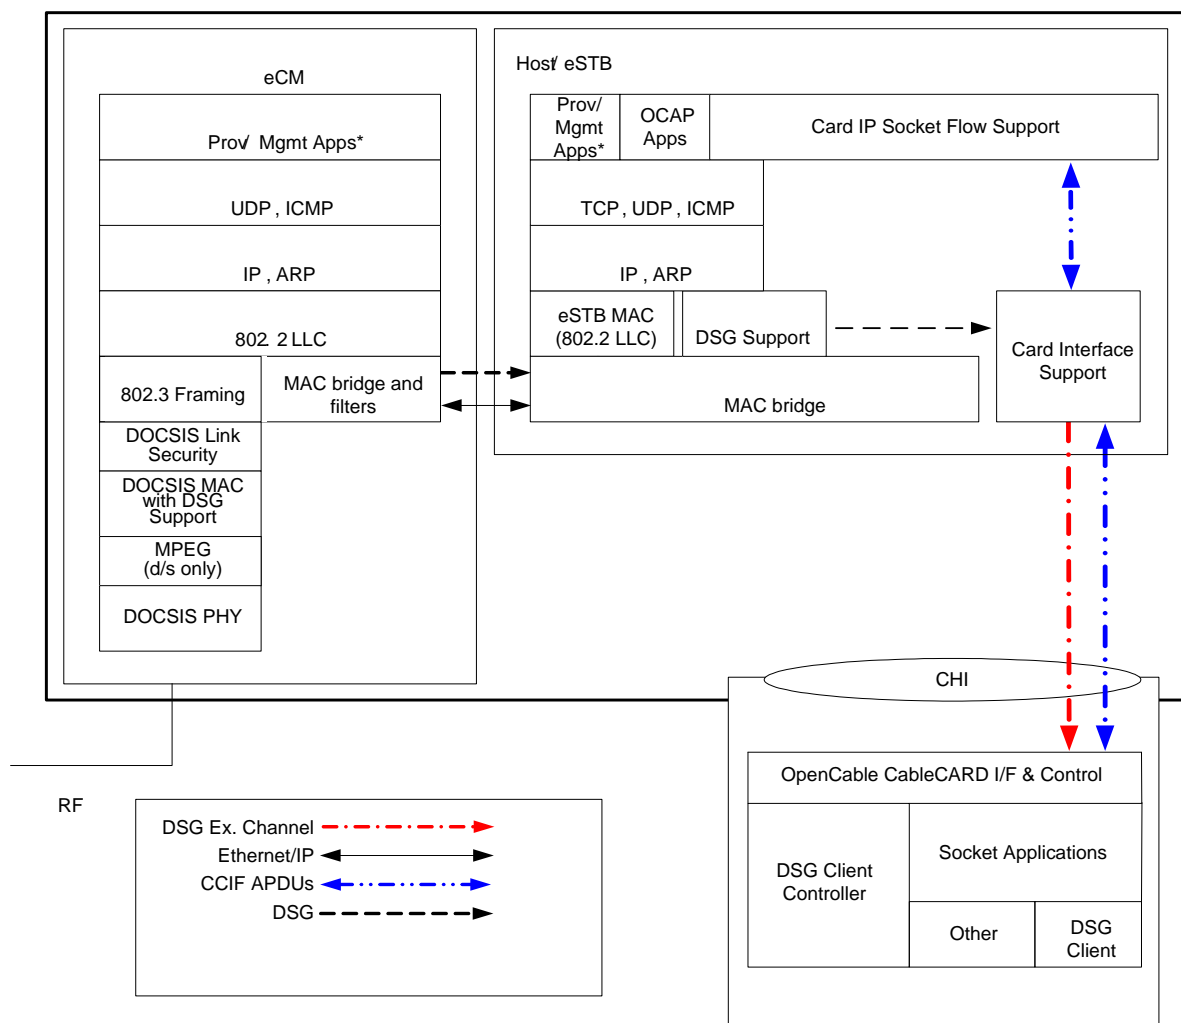 eCM
Prov/ Mgmt Apps*
UDP , ICMP
IP , ARP
802. 2 LLC
802.3 Framing
MAC bridge and
filters
DOCSIS Link
Security
DOCSIS MAC
with DSG
Support
MPEG
(d/s only)
DOCSIS PHY
Host/ eSTB
Prov/
Mgmt
Apps*
OCAP
Apps
Card IP Socket Flow Support
TCP , UDP , ICMP
IP , ARP
eSTB MAC
(802.2 LLC)
DSG Support
MAC bridge
Card Interface
Support
CHI
OpenCable CableCARD I/F & Control
DSG Client
Controller
Socket Applications
Other
DSG
Client
RF
DSG Ex. Channel
Ethernet/IP
CCIF APDUs
DSG